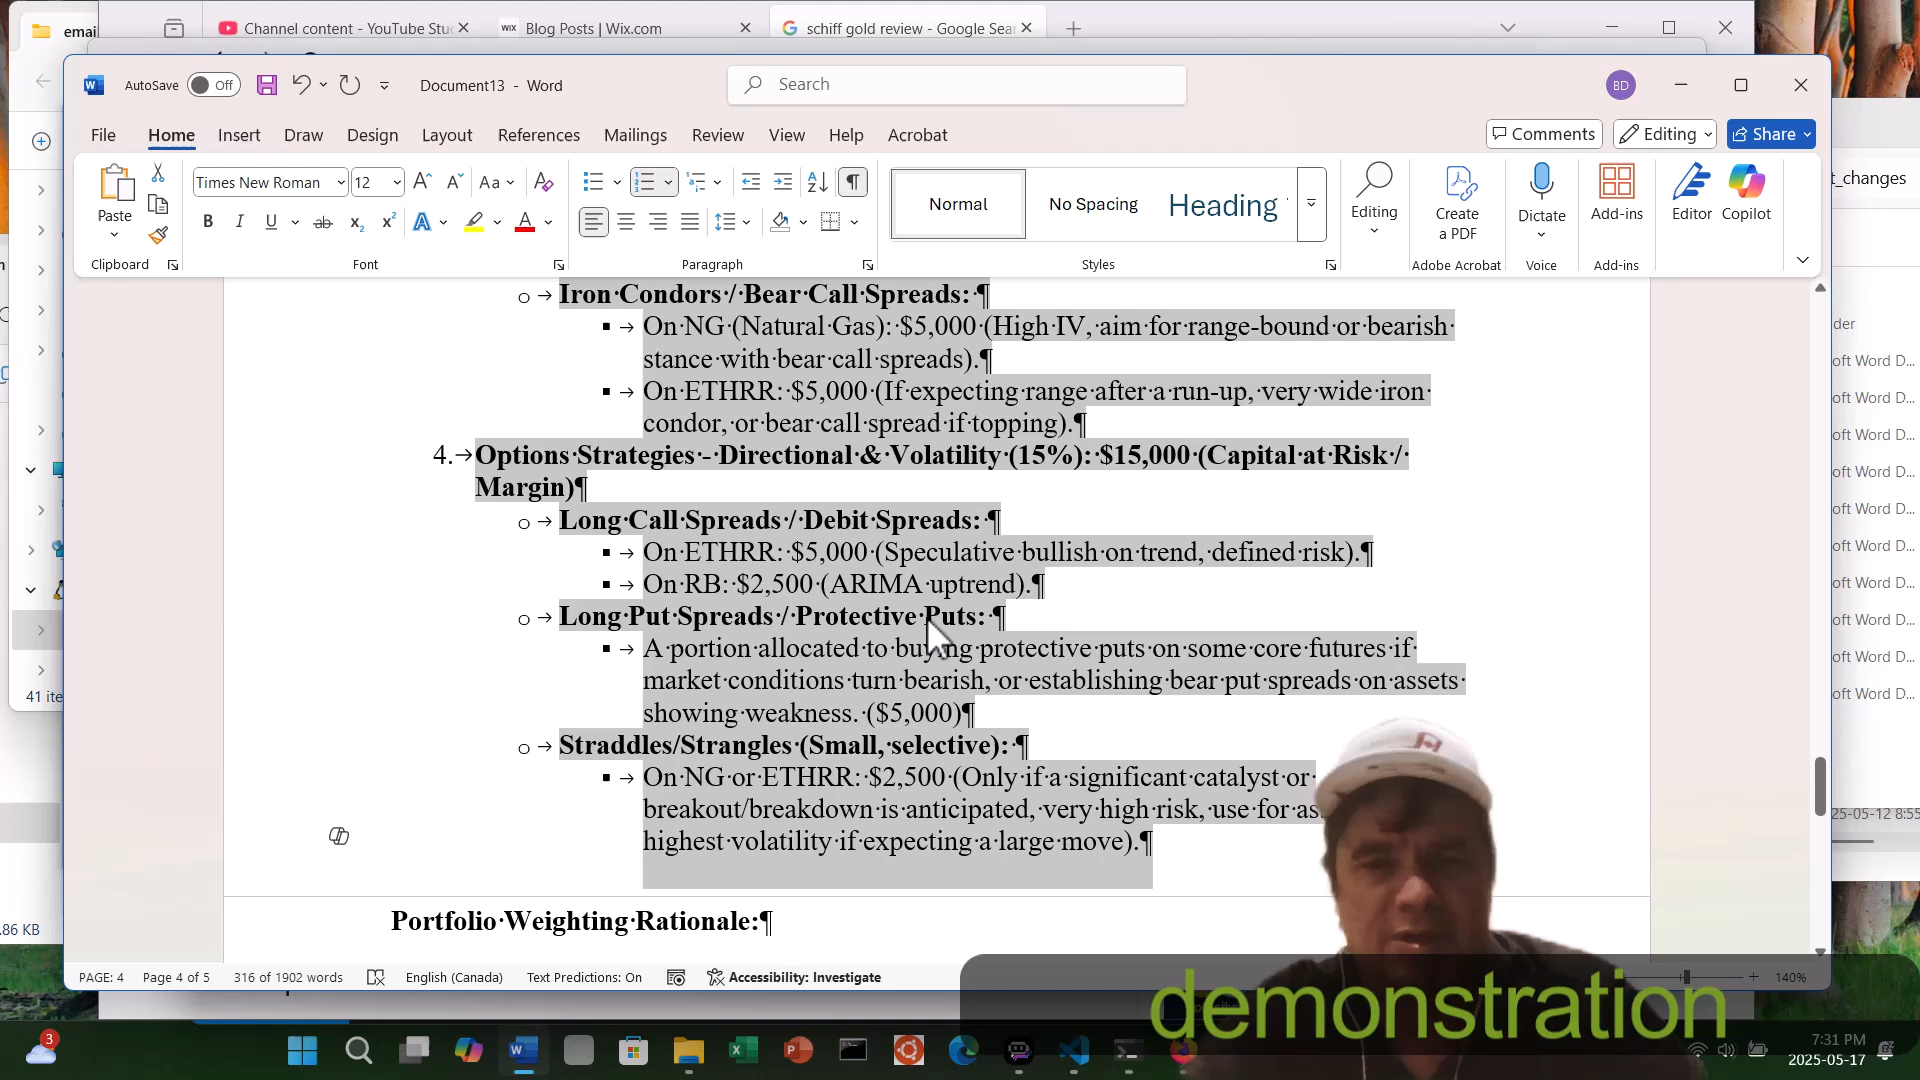 emai
Channel content - YouTube Stu
WIX Blog Posts | Wix.com
schiff gold review - Google Sear
AutoSave Off
Document13 - Word
Search
BD
File Home Insert Draw Design Layout References Mailings Review View Help Acrobat
Comments Editing Share
Paste
Times New Roman 12
Normal
No Spacing
Heading
Editing
Create
a PDF
Dictate
Add-ins
Editor
Copilot
Clipboard
Font
Paragraph
Styles
Adobe Acrobat
Voice
Add-ins
t_changes
Iron Condors / Bear Call Spreads: ¶
On NG (Natural Gas): $5,000 (High IV, aim for range-bound or bearish
stance with bear call spreads).¶
On ETHRR: $5,000 (If expecting range after a run-up, very wide iron
condor, or bear call spread if topping).¶
4. Options Strategies - Directional & Volatility (15%): $15,000 (Capital at Risk /
Margin)¶
Long Call Spreads / Debit Spreads: ¶
On ETHRR: $5,000 (Speculative bullish on trend, defined risk).¶
On RB: $2,500 (ARIMA uptrend).¶
Long Put Spreads / Protective Puts: ¶
A portion allocated to buying protective puts on some core futures if
market conditions turn bearish, or establishing bear put spreads on assets
showing weakness. ($5,000)¶
Straddles/Strangles (Small, selective): ¶
On NG or ETHRR: $2,500 (Only if a significant catalyst or
breakout/breakdown is anticipated, very high risk, use for as
highest volatility if expecting a large move).¶
Portfolio Weighting Rationale:¶
der
oft Word D...
oft Word D...
oft Word D...
oft Word D...
oft Word D...
oft Word D...
oft Word D...
oft Word D...
oft Word D...
oft Word D...
25-05-12 8:55
41 ite
.86 KB
PAGE: 4 Page 4 of 5 316 of 1902 words English (Canada) Text Predictions: On Accessibility: Investigate
140%
demonstration
3
7:31 PM
2025-05-17